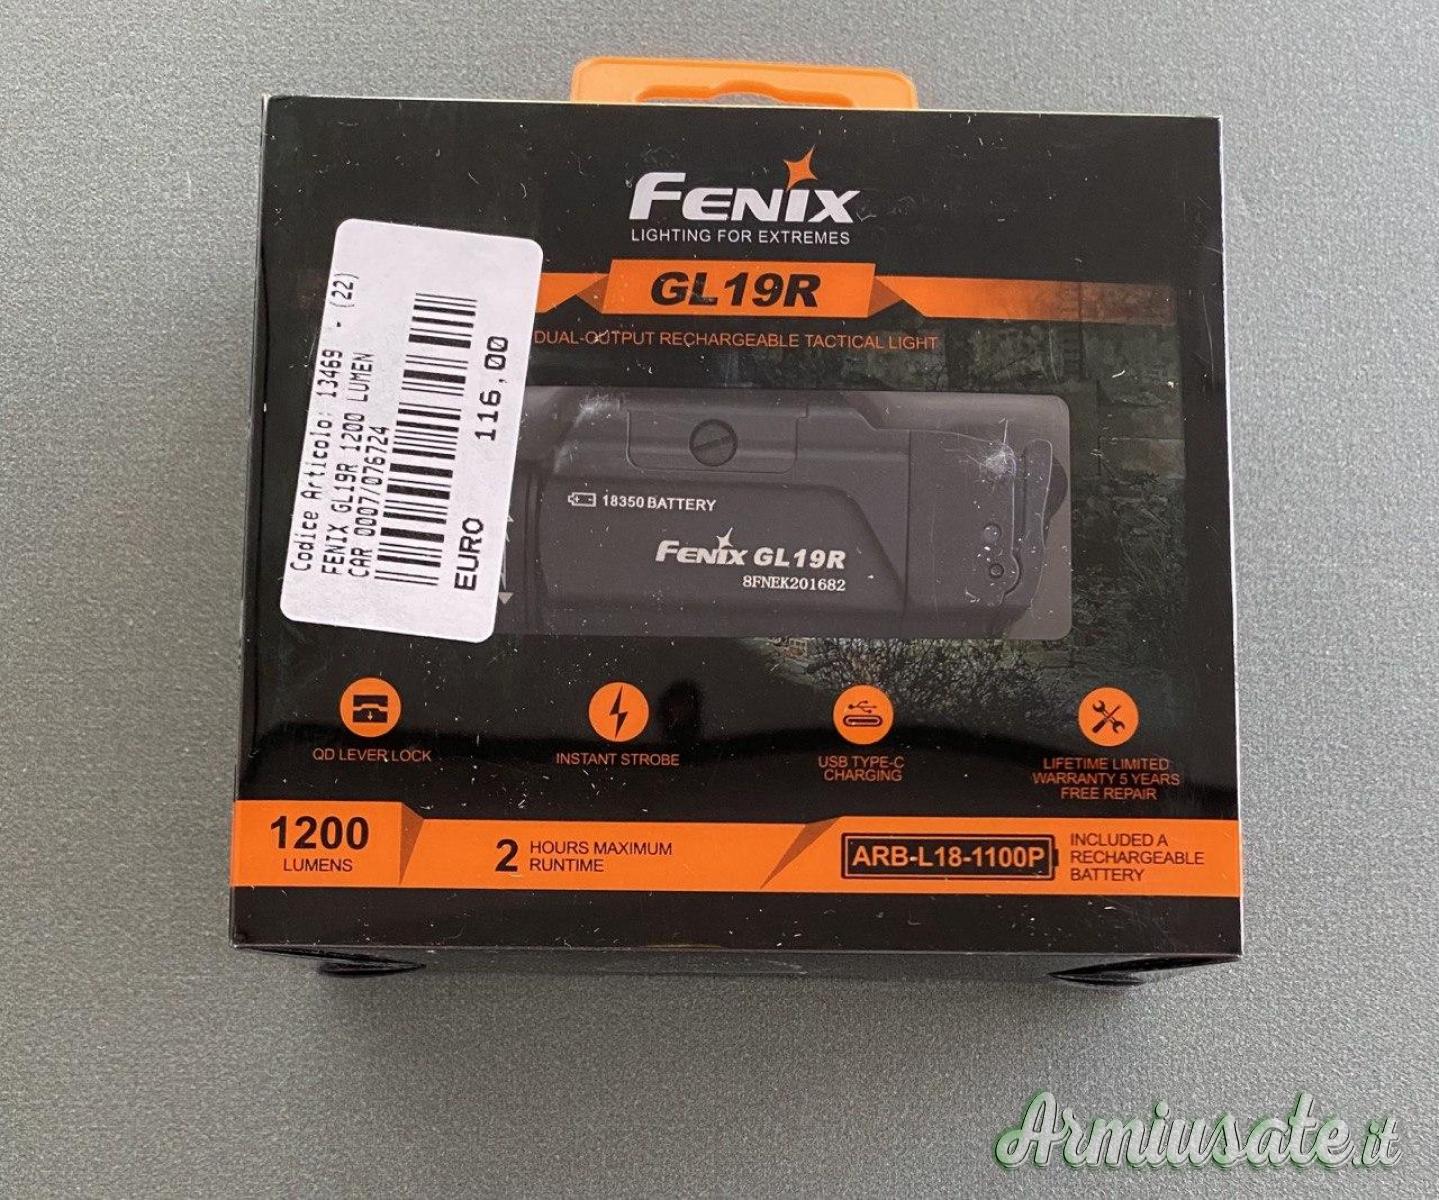 FENIX
LIGHTING FOR EXTREMES
GL19R
DUAL-OUTPUT RECHARGEABLE TACTICAL LIGHT
Codice Articolo: 13469 - (22)
FENIX GL19R 1200 LUMEN
CAR 0007/076724
EURO 116,00
18350 BATTERY
FENIX GL19R
8FNEK201682
QD LEVER LOCK
INSTANT STROBE
USB TYPE-C
CHARGING
LIFETIME LIMITED
WARRANTY 5 YEARS
FREE REPAIR
1200
LUMENS
2 HOURS MAXIMUM
RUNTIME
ARB-L18-1100P
INCLUDED A
RECHARGEABLE
BATTERY
Armiusate.it